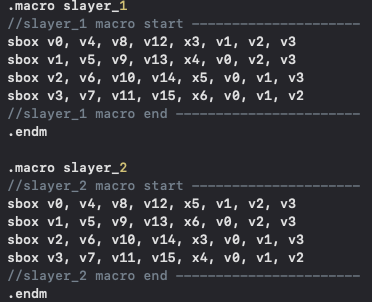 .macro slayer_1
//slayer_1 macro start ----------------------
sbox v0, v4, v8, v12, x3, v1, v2, v3
sbox v1, v5, v9, v13, x4, v0, v2, v3
sbox v2, v6, v10, v14, x5, v0, v1, v3
sbox v3, v7, v11, v15, x6, v0, v1, v2
//slayer_1 macro end ------------------------
.endm
.macro slayer_2
//slayer_2 macro start ----------------------
sbox v0, v4, v8, v12, x5, v1, v2, v3
sbox v1, v5, v9, v13, x6, v0, v2, v3
sbox v2, v6, v10, v14, x3, v0, v1, v3
sbox v3, v7, v11, v15, x4, v0, v1, v2
//slayer_2 macro end ------------------------
.endm